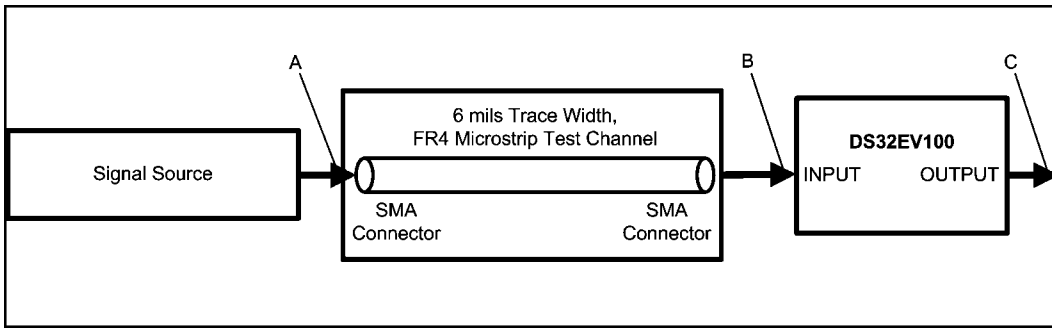 A
B
C
6 mils Trace Width,
FR4 Microstrip Test Channel
Signal Source
SMA
Connector
SMA
Connector
DS32EV100
INPUT
OUTPUT